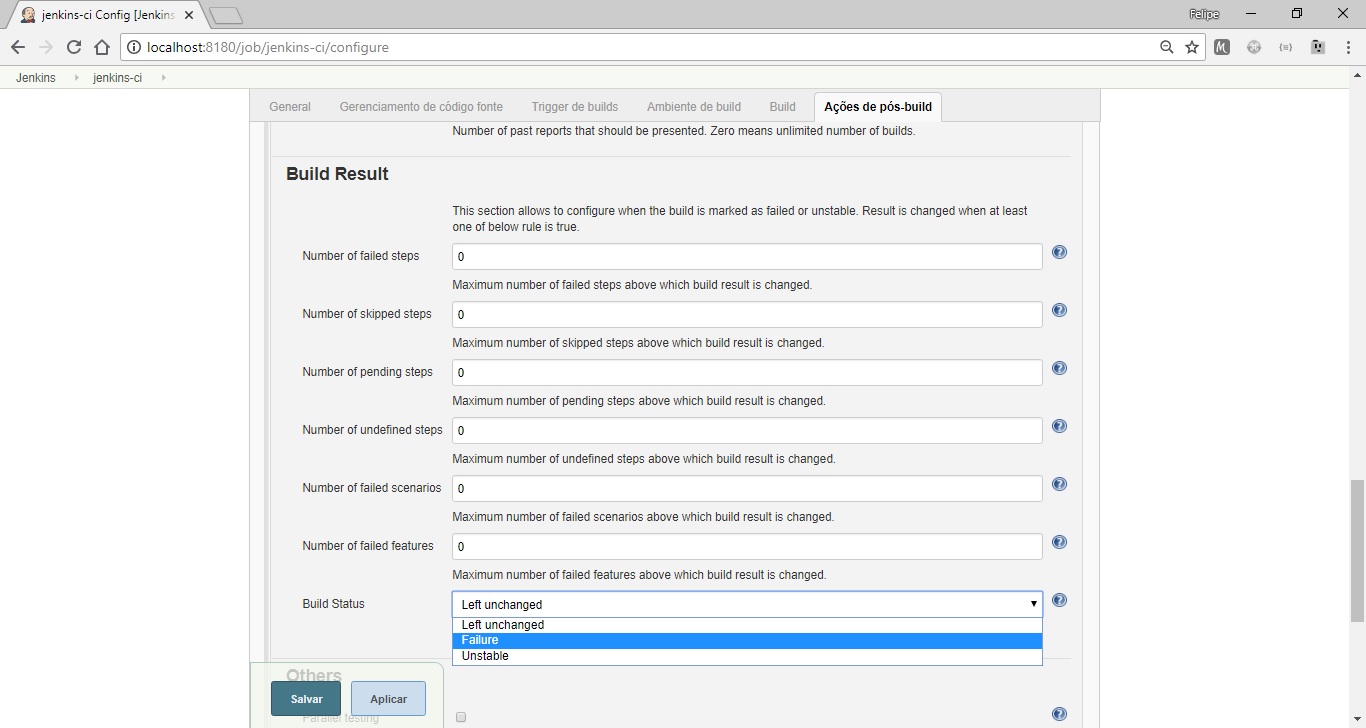 jenkins-ci Config [Jenkins
Felipe
localhost:8180/job/jenkins-ci/configure
Jenkins
jenkins-ci
General
Gerenciamento de código fonte
Trigger de builds
Ambiente de build
Build
Ações de pós-build
Number of past reports that should be presented. Zero means unlimited number of builds.
Build Result
This section allows to configure when the build is marked as failed or unstable. Result is changed when at least
one of below rule is true.
Number of failed steps
0
Maximum number of failed steps above which build result is changed.
Number of skipped steps
0
Maximum number of skipped steps above which build result is changed.
Number of pending steps
0
Maximum number of pending steps above which build result is changed.
Number of undefined steps
0
Maximum number of undefined steps above which build result is changed.
Number of failed scenarios
0
Maximum number of failed scenarios above which build result is changed.
Number of failed features
0
Maximum number of failed features above which build result is changed.
Build Status
Left unchanged
Left unchanged
Failure
Unstable
Others
Salvar
Aplicar
Parallel testing